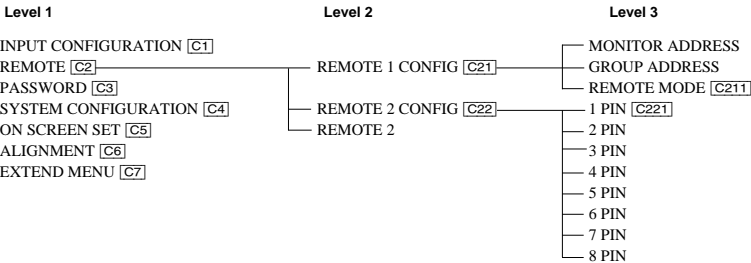 Level 1 Level 2 Level 3
INPUT CONFIGURATION C1 MONITOR ADDRESS
REMOTE C2 REMOTE 1 CONFIG C21 GROUP ADDRESS
PASSWORD C3 REMOTE MODE C211
SYSTEM CONFIGURATION C4 REMOTE 2 CONFIG C22 1 PIN C221
ON SCREEN SET C5 REMOTE 2 2 PIN
ALIGNMENT C6 3 PIN
EXTEND MENU C7 4 PIN
5 PIN
6 PIN
7 PIN
8 PIN